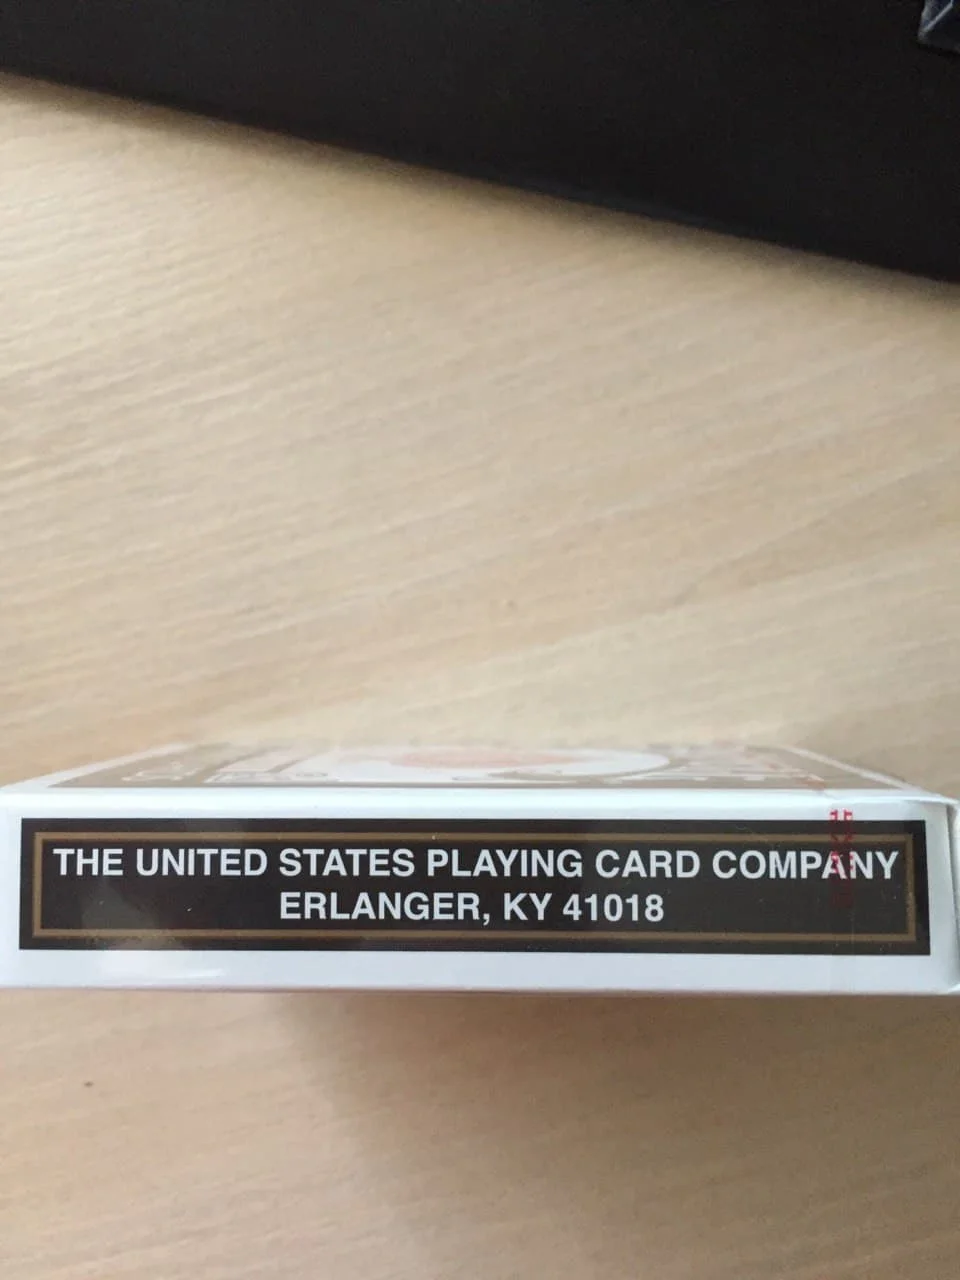 THE UNITED STATES PLAYING CARD COMPANY
ERLANGER, KY 41018